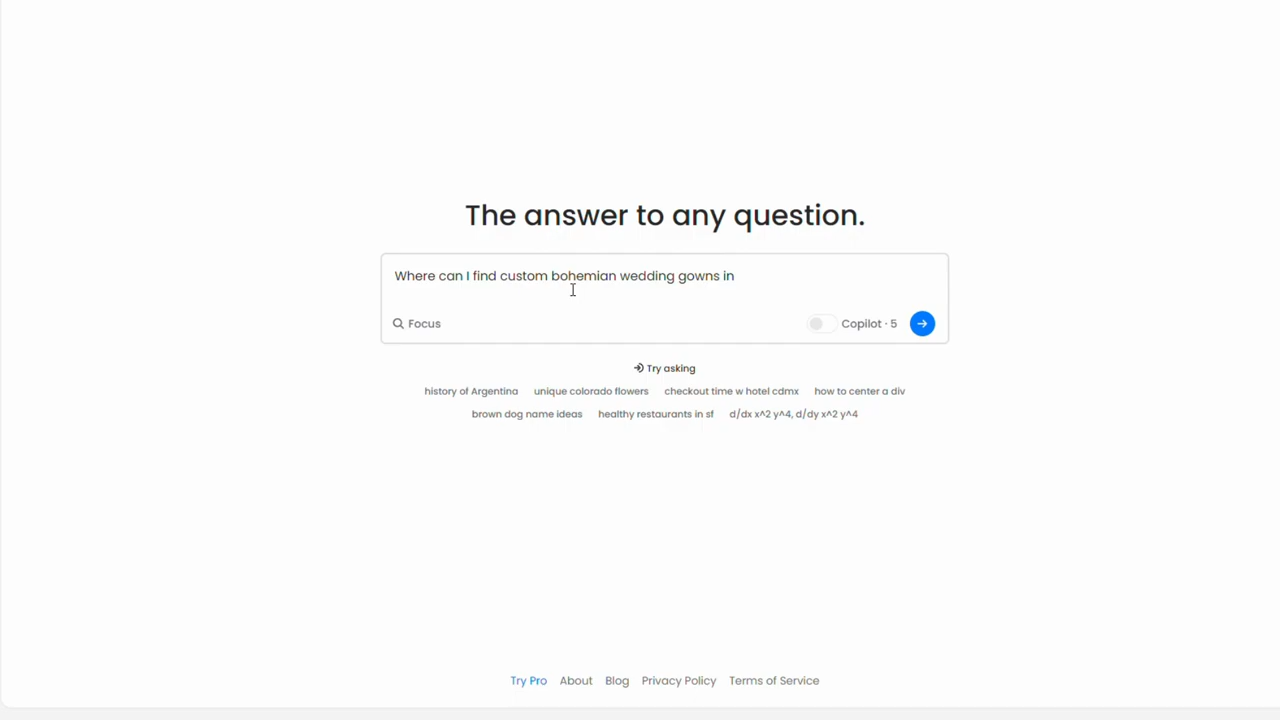 The answer to any question.
Where can I find custom bohemian wedding gowns in
Focus
Copilot · 5
Try asking
history of Argentina unique colorado flowers checkout time w hotel cdmx how to center a div
brown dog name ideas healthy restaurants in sf d/dx x^2 y^4, d/dy x^2 y^4
Try Pro About Blog Privacy Policy Terms of Service